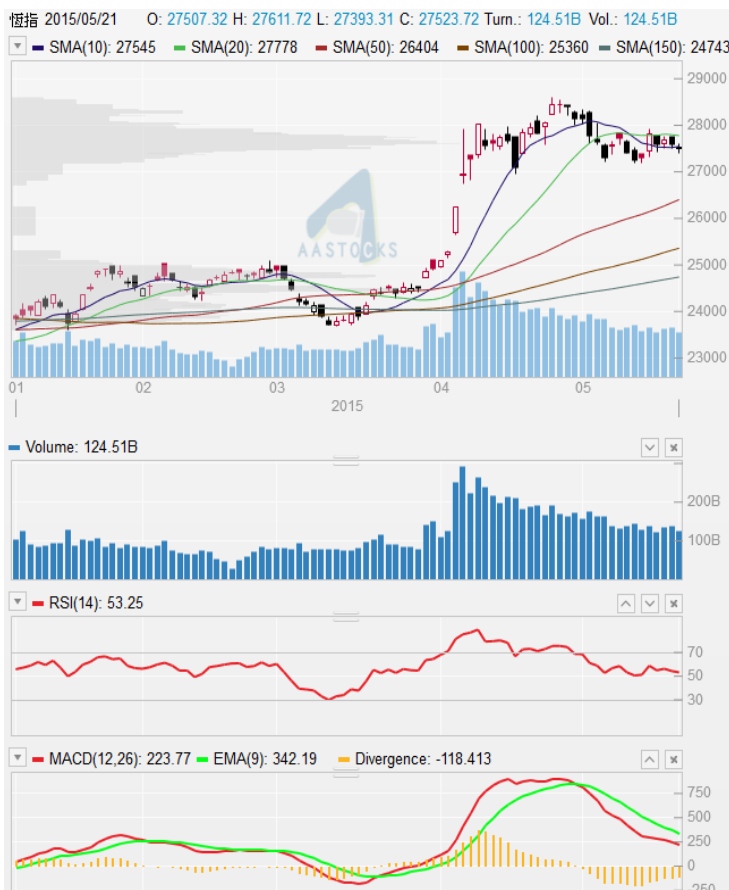 恆指 2015/05/21 O: 27507.32 H: 27611.72 L: 27393.31 C: 27523.72 Turn.: 124.51B Vol.: 124.51B
SMA(10): 27545 SMA(20): 27778 SMA(50): 26404 SMA(100): 25360 SMA(150): 24743
29000
28000
27000
26000
AASTOCKS
25000
24000
23000
01 02 03 04 05
2015
Volume: 124.51B
200B
100B
RSI(14): 53.25
70
50
30
MACD(12,26): 223.77 EMA(9): 342.19 Divergence: -118.413
750
500
250
0
-250